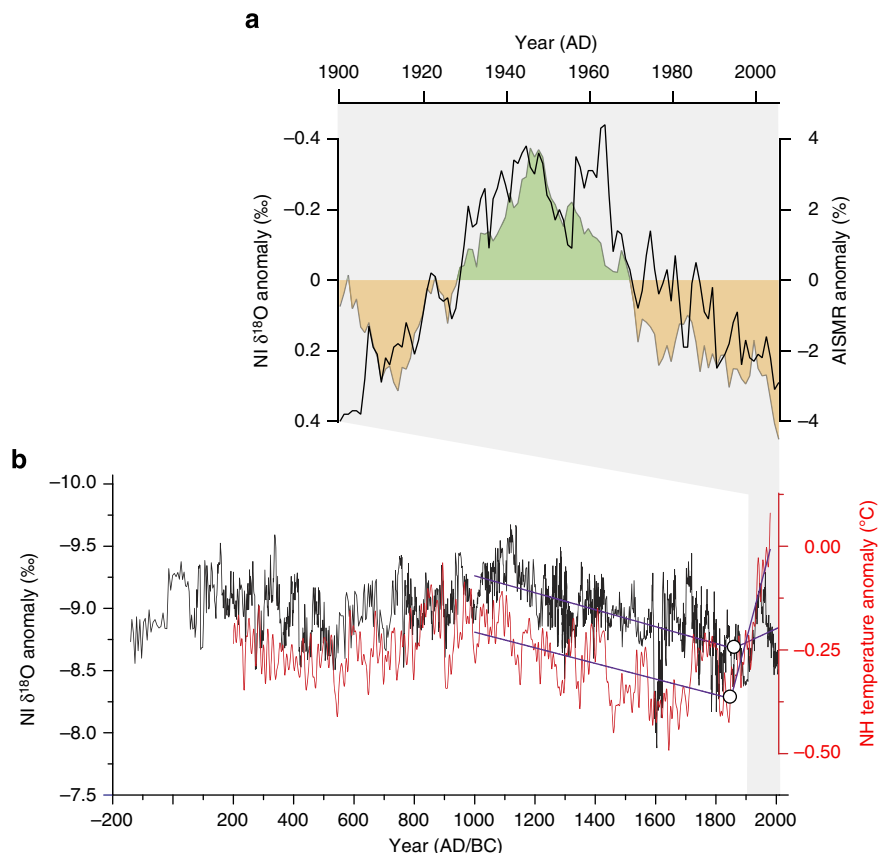 a
Year (AD)
1900 1920 1940 1960 1980 2000
–0.4
–0.2
0
0.2
0.4
NI δ¹⁸O anomaly (‰)
4
2
0
–2
–4
AISMR anomaly (%)
b
–10.0
–9.5
–9.0
–8.5
–8.0
–7.5
NI δ¹⁸O anomaly (‰)
0.00
–0.25
–0.50
NH temperature anomaly (°C)
–200 200 400 600 800 1000 1200 1400 1600 1800 2000
Year (AD/BC)